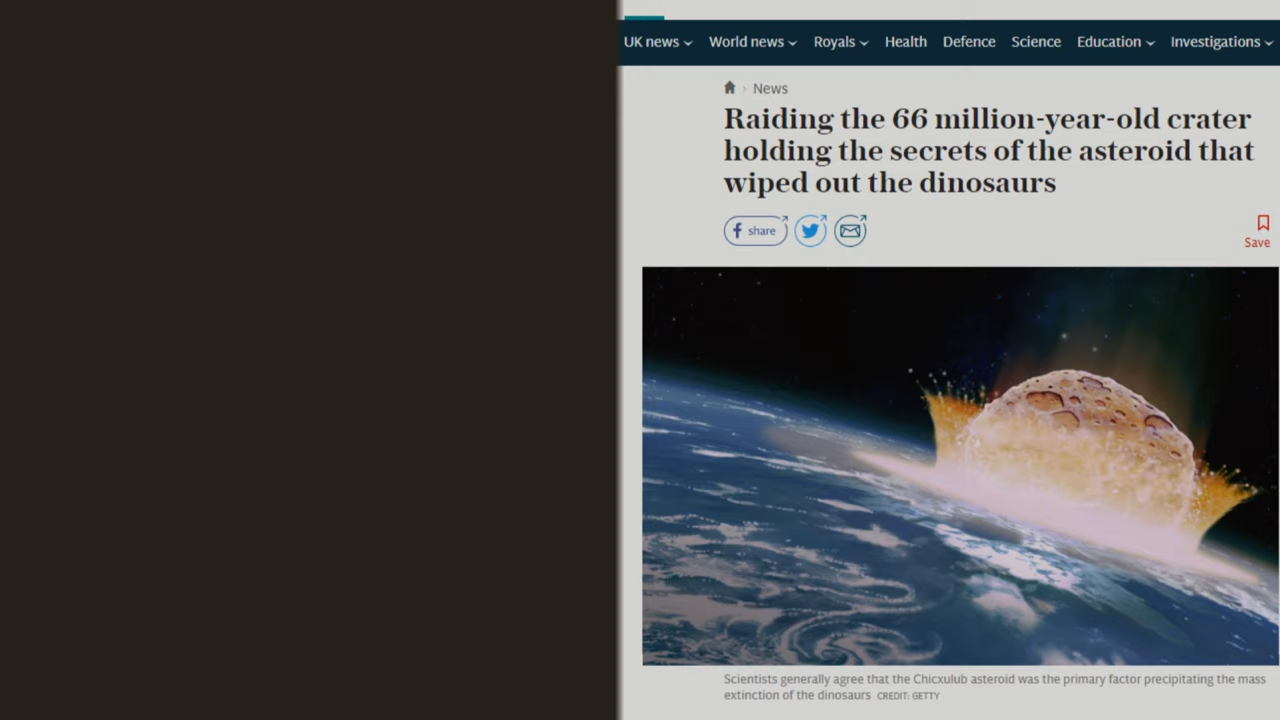 UK news World news Royals Health Defence Science Education Investigations
News
Raiding the 66 million-year-old crater
holding the secrets of the asteroid that
wiped out the dinosaurs
share
Save
Scientists generally agree that the Chicxulub asteroid was the primary factor precipitating the mass
extinction of the dinosaurs CREDIT: GETTY